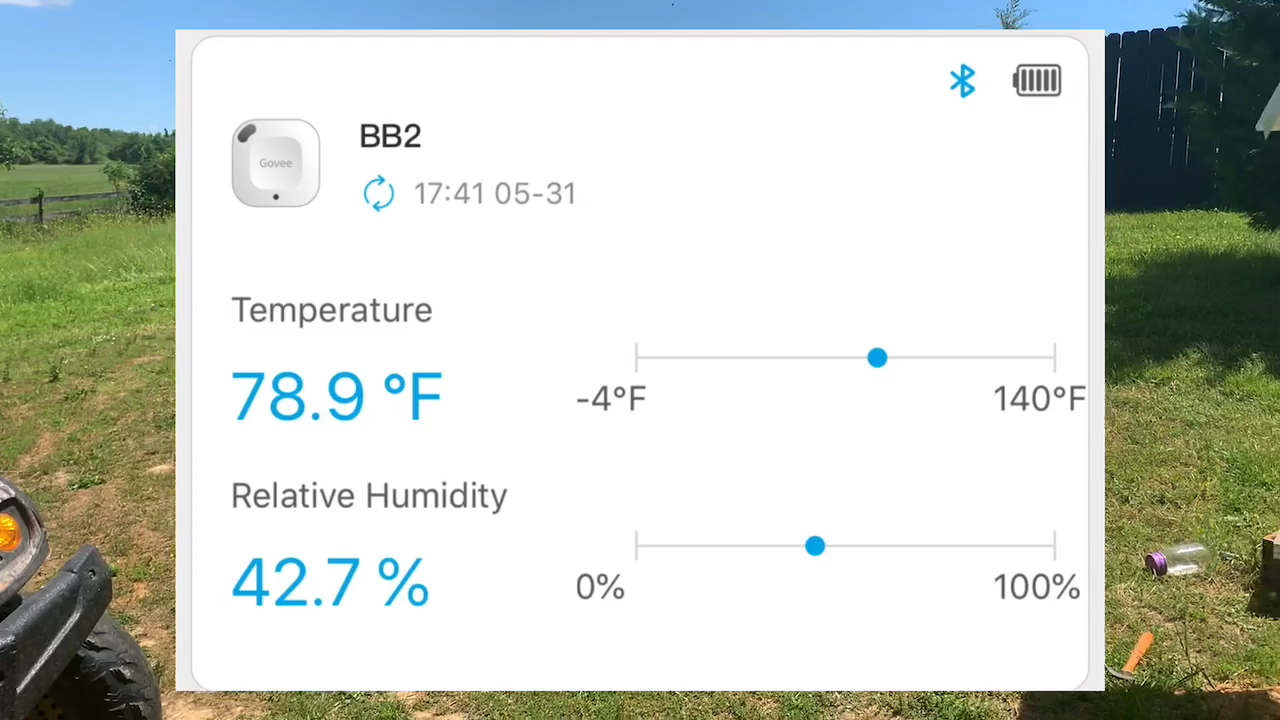 BB2
Govee
17:41 05-31
Temperature
78.9 °F
-4°F
140°F
Relative Humidity
42.7 %
0%
100%